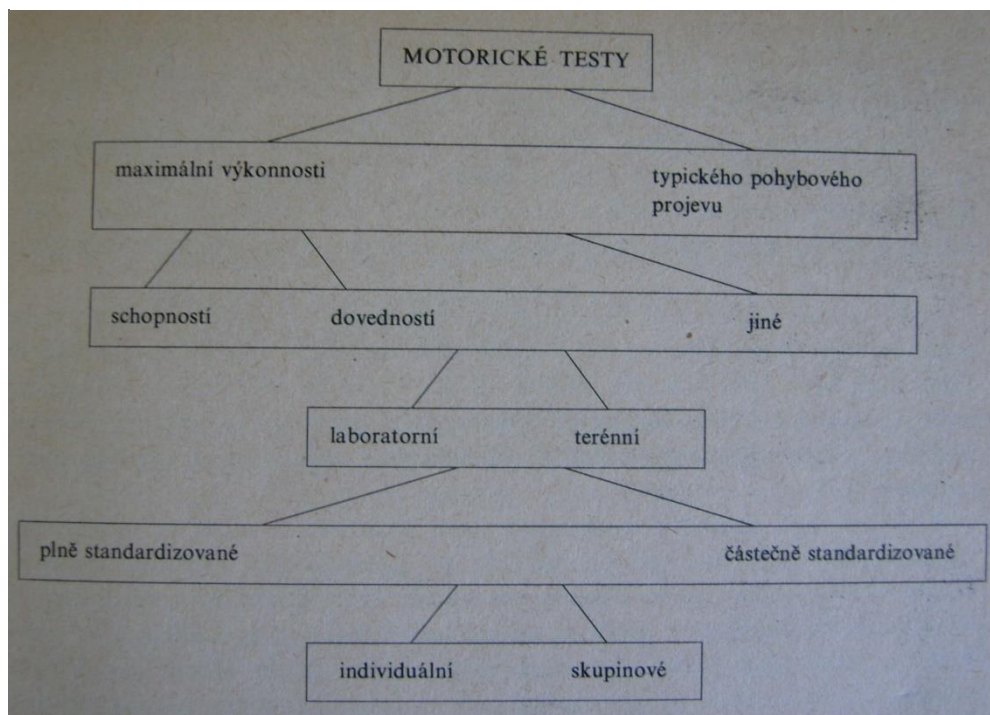 MOTORICKÉ TESTY
maximální výkonnosti
typického pohybového
projevu
schopností dovedností jiné
laboratorní terénní
plně standardizované částečně standardizované
individuální skupinové